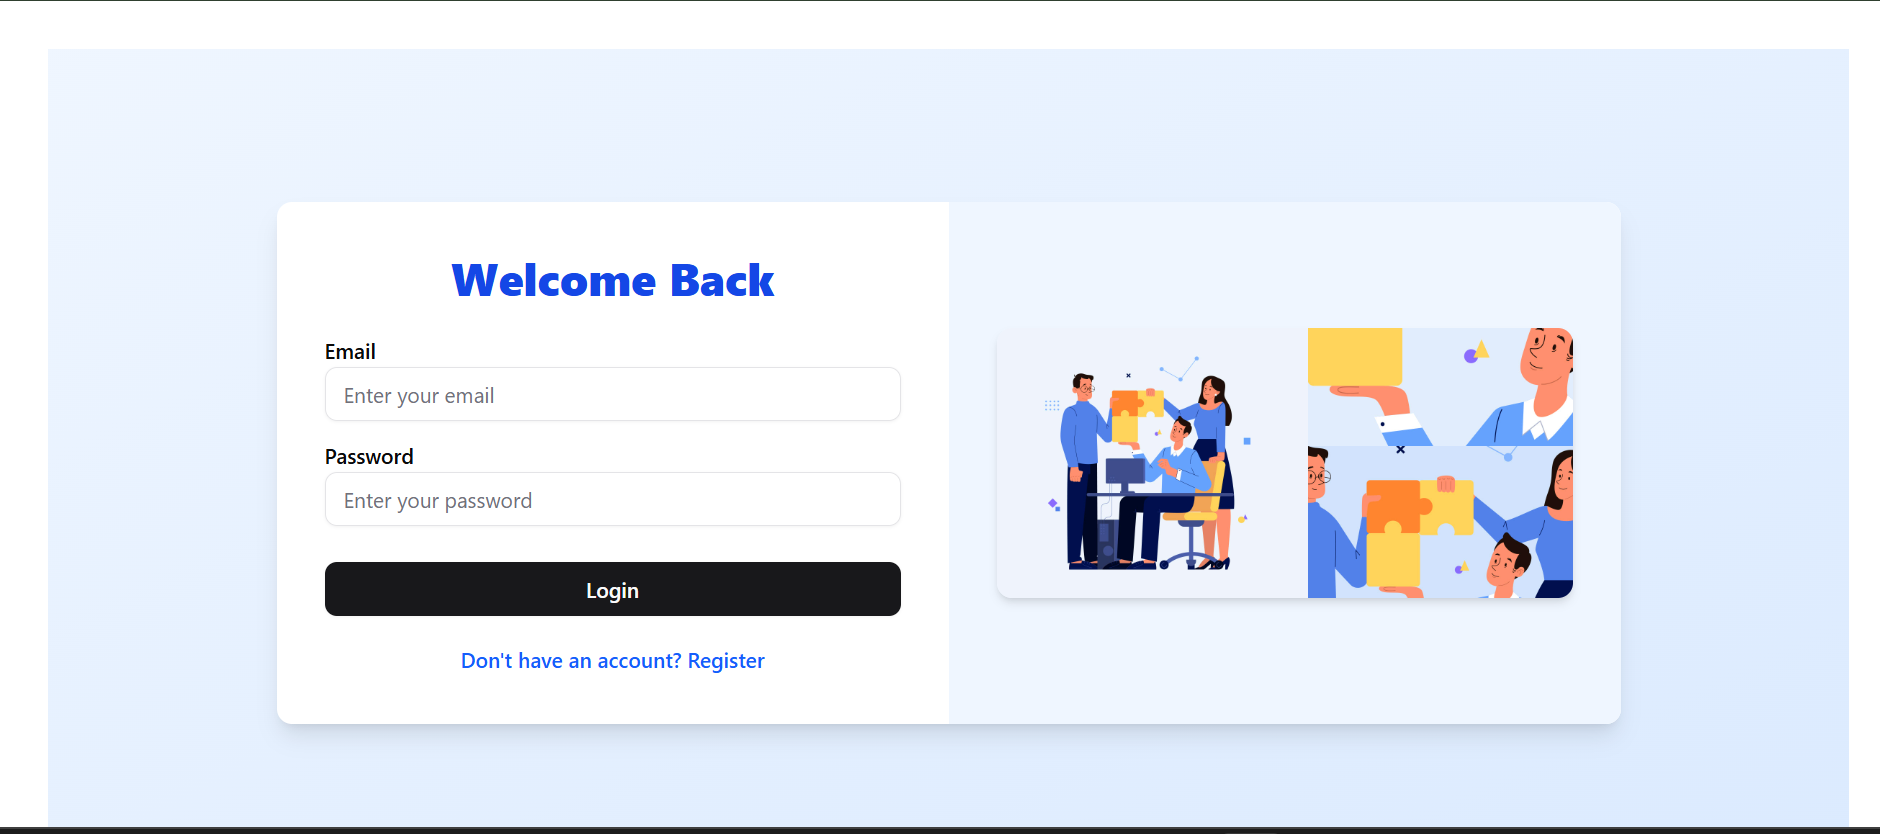 Welcome Back
Email
Enter your email
Password
Enter your password
Login
Don't have an account? Register